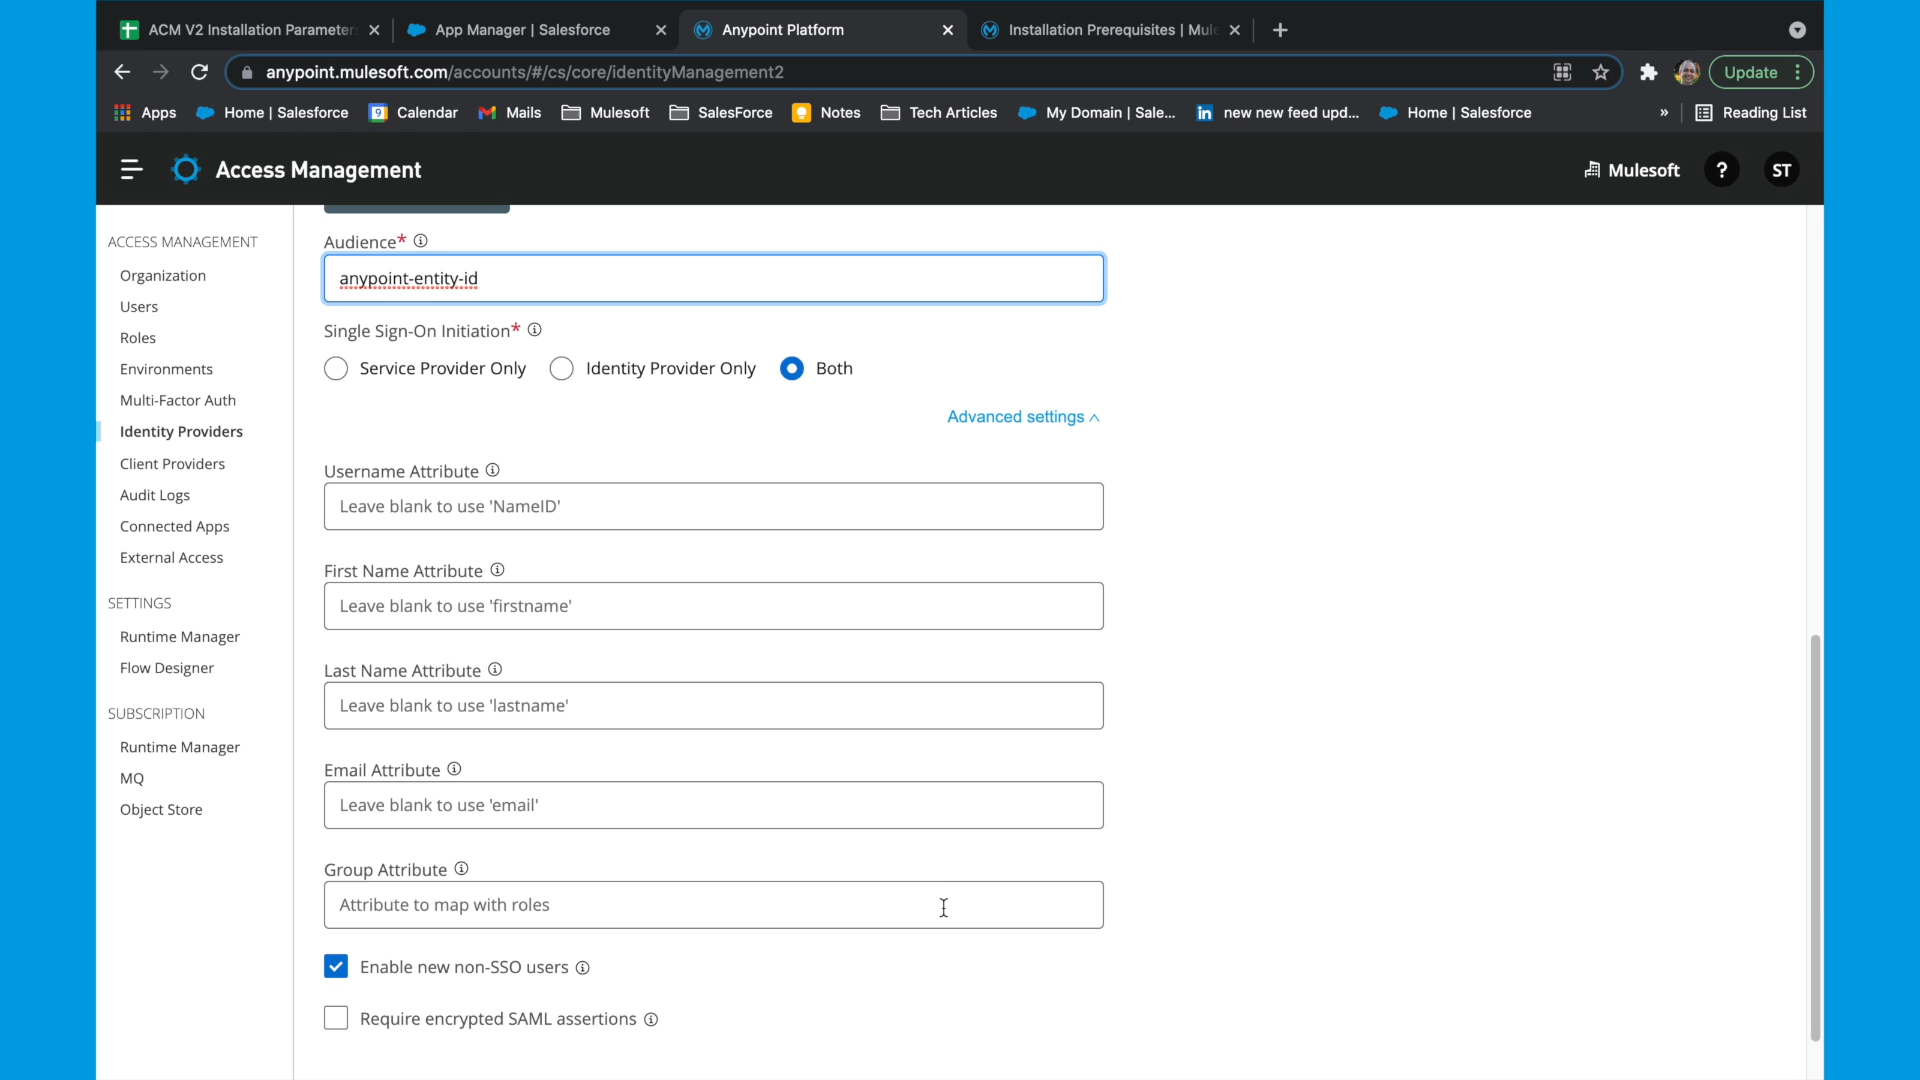 ACM V2 Installation Parameter
App Manager | Salesforce
Anypoint Platform
Installation Prerequisites | Mule
anypoint.mulesoft.com/accounts/#/cs/core/identityManagement2
Update
Apps
Home | Salesforce
9
Calendar
Mails
Mulesoft
SalesForce
Notes
Tech Articles
My Domain | Sale...
in
new new feed upd...
Home | Salesforce
»
Reading List
Access Management
Mulesoft
?
ST
ACCESS MANAGEMENT
Organization
Users
Roles
Environments
Multi-Factor Auth
Identity Providers
Client Providers
Audit Logs
Connected Apps
External Access
SETTINGS
Runtime Manager
Flow Designer
SUBSCRIPTION
Runtime Manager
MQ
Object Store
Audience*
anypoint-entity-id
Single Sign-On Initiation*
Service Provider Only
Identity Provider Only
Both
Advanced settings
Username Attribute
Leave blank to use 'NameID'
First Name Attribute
Leave blank to use 'firstname'
Last Name Attribute
Leave blank to use 'lastname'
Email Attribute
Leave blank to use 'email'
Group Attribute
Attribute to map with roles
Enable new non-SSO users
Require encrypted SAML assertions